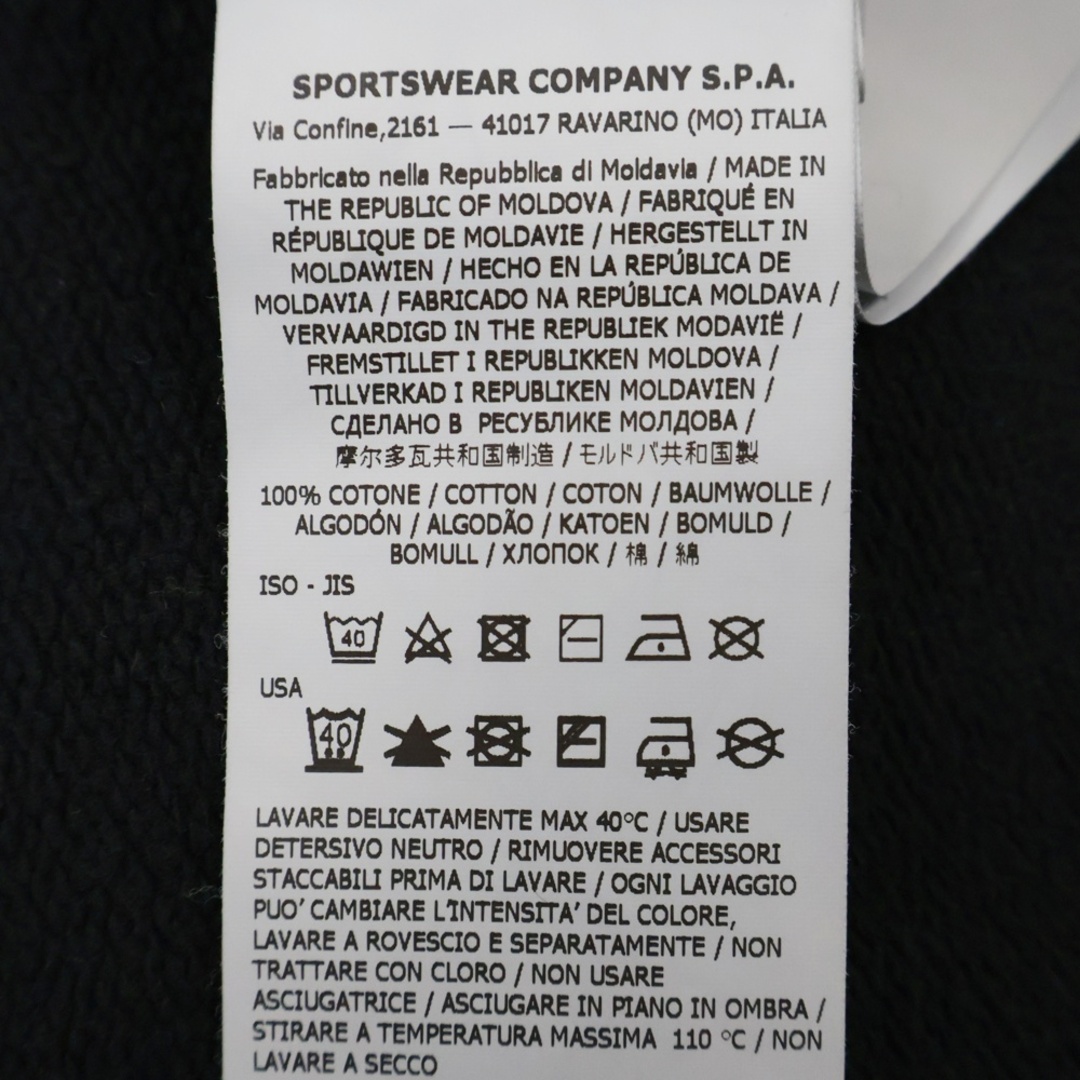 SPORTSWEAR COMPANY S.P.A.
Via Confine,2161 — 41017 RAVARINO (MO) ITALIA
Fabbricato nella Repubblica di Moldavia / MADE IN
THE REPUBLIC OF MOLDOVA / FABRIQUÉ EN
RÉPUBLIQUE DE MOLDAVIE / HERGESTELLT IN
MOLDAWIEN / HECHO EN LA REPÚBLICA DE
MOLDAVIA / FABRICADO NA REPÚBLICA MOLDAVA /
VERVAARDIGD IN THE REPUBLIEK MODAVIË /
FREMSTILLET I REPUBLIKKEN MOLDOVA /
TILLVERKAD I REPUBLIKEN MOLDAVIEN /
СДЕЛАНО В РЕСУБЛИКЕ МОЛДОВА /
摩尔多瓦共和国制造 / モルドバ共和国製
100% COTONE / COTTON / COTON / BAUMWOLLE /
ALGODÓN / ALGODÃO / KATOEN / BOMULD /
BOMULL / ХЛОПОК / 棉 / 綿
ISO - JIS
40
USA
40
LAVARE DELICATAMENTE MAX 40°C / USARE
DETERSIVO NEUTRO / RIMUOVERE ACCESSORI
STACCABILI PRIMA DI LAVARE / OGNI LAVAGGIO
PUO' CAMBIARE L'INTENSITA' DEL COLORE,
LAVARE A ROVESCIO E SEPARATAMENTE / NON
TRATTARE CON CLORO / NON USARE
ASCIUGATRICE / ASCIUGARE IN PIANO IN OMBRA /
STIRARE A TEMPERATURA MASSIMA 110 °C / NON
LAVARE A SECCO